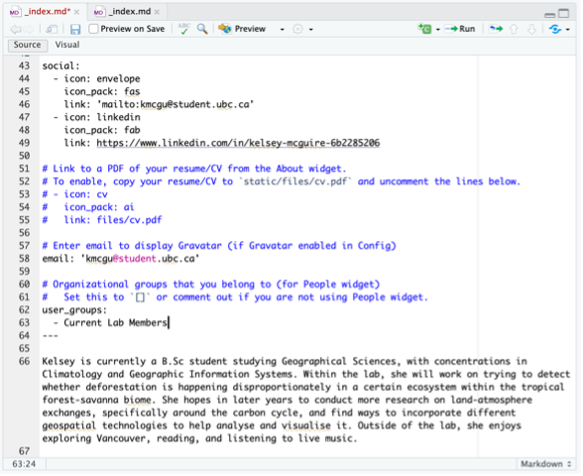 _index.md*
_index.md
Preview on Save
ABC
Preview
Run
Source
Visual
43 social:
44 - icon: envelope
45 icon_pack: fas
46 link: 'mailto:kmcgu@student.ubc.ca'
47 - icon: linkedin
48 icon_pack: fab
49 link: https://www.linkedin.com/in/kelsey-mcguire-6b2285206
50
51 # Link to a PDF of your resume/CV from the About widget.
52 # To enable, copy your resume/CV to `static/files/cv.pdf` and uncomment the lines below.
53 # - icon: cv
54 #   icon_pack: ai
55 #   link: files/cv.pdf
56
57 # Enter email to display Gravatar (if Gravatar enabled in Config)
58 email: 'kmcgu@student.ubc.ca'
59
60 # Organizational groups that you belong to (for People widget)
61 #   Set this to `[]` or comment out if you are not using People widget.
62 user_groups:
63 - Current Lab Members
64 ---
65
66 Kelsey is currently a B.Sc student studying Geographical Sciences, with concentrations in
Climatology and Geographic Information Systems. Within the lab, she will work on trying to detect
whether deforestation is happening disproportionately in a certain ecosystem within the tropical
forest-savanna biome. She hopes in later years to conduct more research on land-atmosphere
exchanges, specifically around the carbon cycle, and find ways to incorporate different
geospatial technologies to help analyse and visualise it. Outside of the lab, she enjoys
exploring Vancouver, reading, and listening to live music.
67
63:24
Markdown